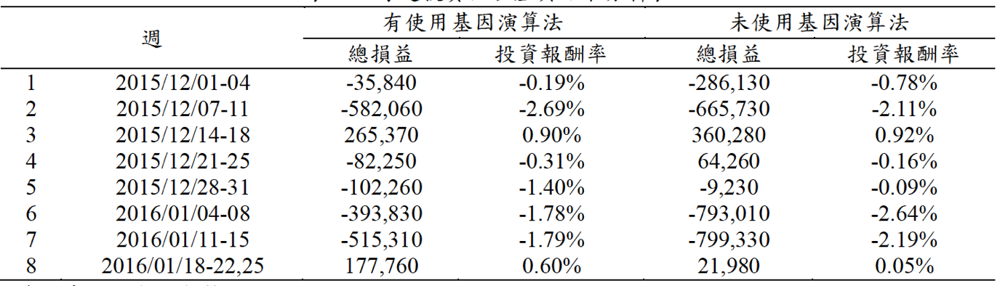 有使用基因演算法 未使用基因演算法
週
總損益 投資報酬率 總損益 投資報酬率
1 2015/12/01-04 -35,840 -0.19% -286,130 -0.78%
2 2015/12/07-11 -582,060 -2.69% -665,730 -2.11%
3 2015/12/14-18 265,370 0.90% 360,280 0.92%
4 2015/12/21-25 -82,250 -0.31% 64,260 -0.16%
5 2015/12/28-31 -102,260 -1.40% -9,230 -0.09%
6 2016/01/04-08 -393,830 -1.78% -793,010 -2.64%
7 2016/01/11-15 -515,310 -1.79% -799,330 -2.19%
8 2016/01/18-22,25 177,760 0.60% 21,980 0.05%